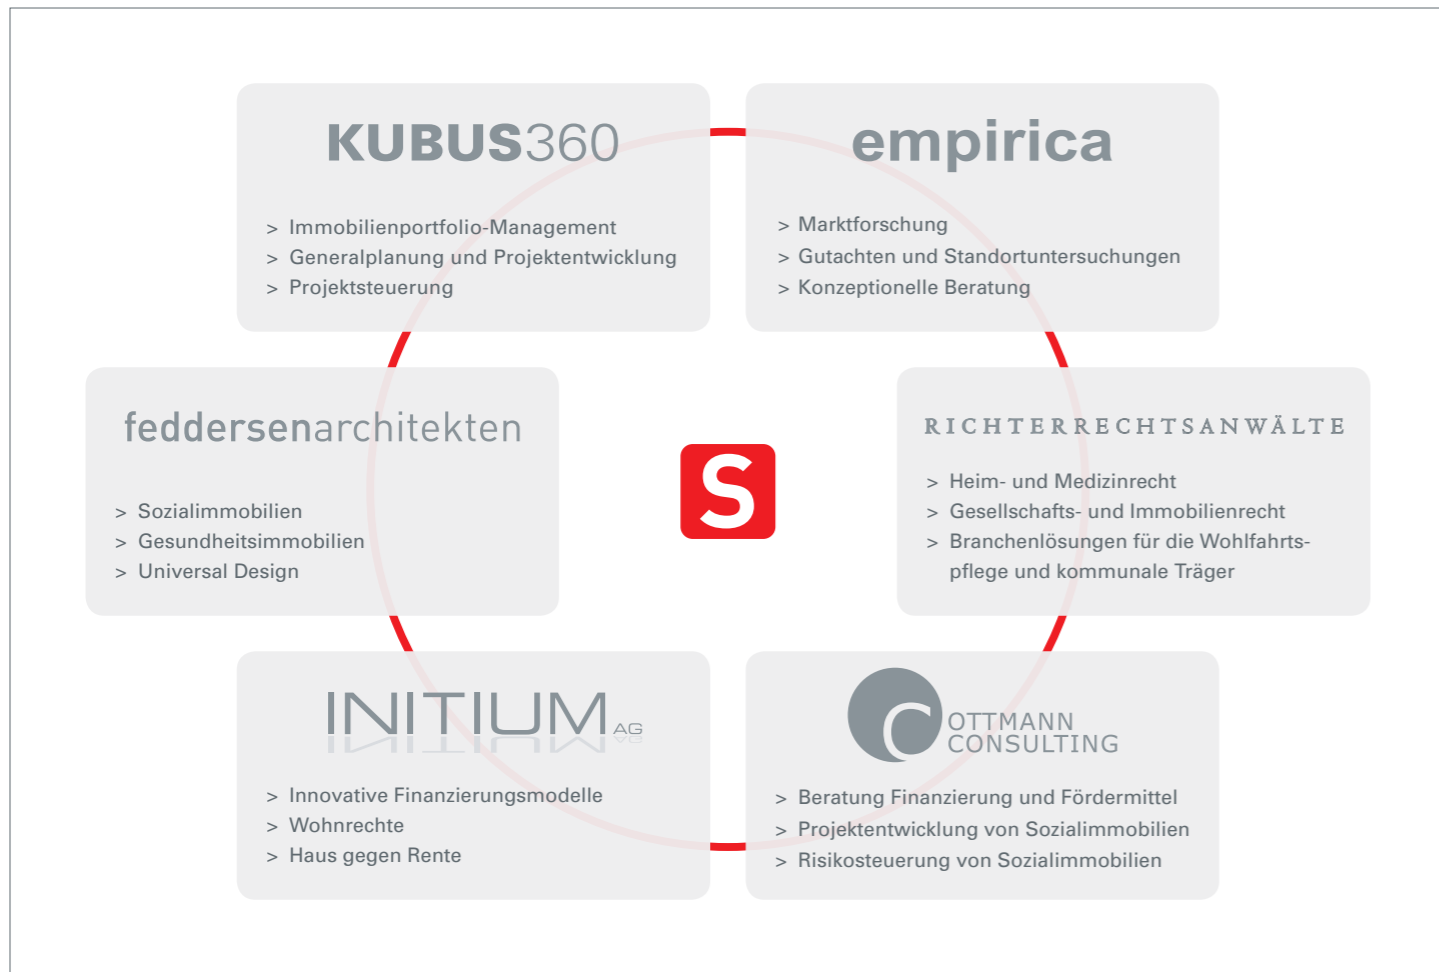 KUBUS360
> Immobilienportfolio-Management
> Generalplanung und Projektentwicklung
> Projektsteuerung
empirica
> Marktforschung
> Gutachten und Standortuntersuchungen
> Konzeptionelle Beratung
feddersenarchitekten
> Sozialimmobilien
> Gesundheitsimmobilien
> Universal Design
S
RICHTERRECHTSANWÄLTE
> Heim- und Medizinrecht
> Gesellschafts- und Immobilienrecht
> Branchenlösungen für die Wohlfahrts-
pflege und kommunale Träger
INITIUM AG
> Innovative Finanzierungsmodelle
> Wohnrechte
> Haus gegen Rente
C OTTMANN
CONSULTING
> Beratung Finanzierung und Fördermittel
> Projektentwicklung von Sozialimmobilien
> Risikosteuerung von Sozialimmobilien